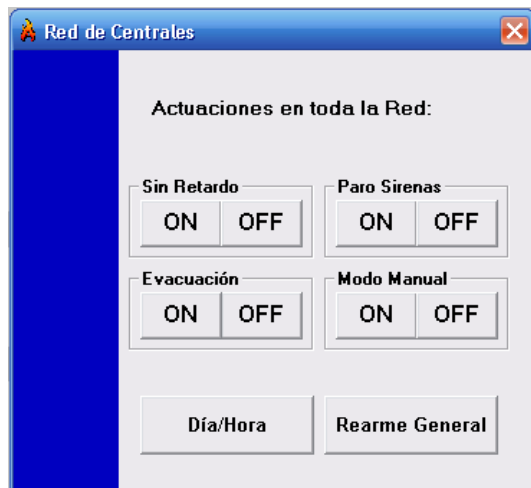 Red de Centrales
Actuaciones en toda la Red:
Sin Retardo
ON OFF
Paro Sirenas
ON OFF
Evacuación
ON OFF
Modo Manual
ON OFF
Día/Hora
Rearme General